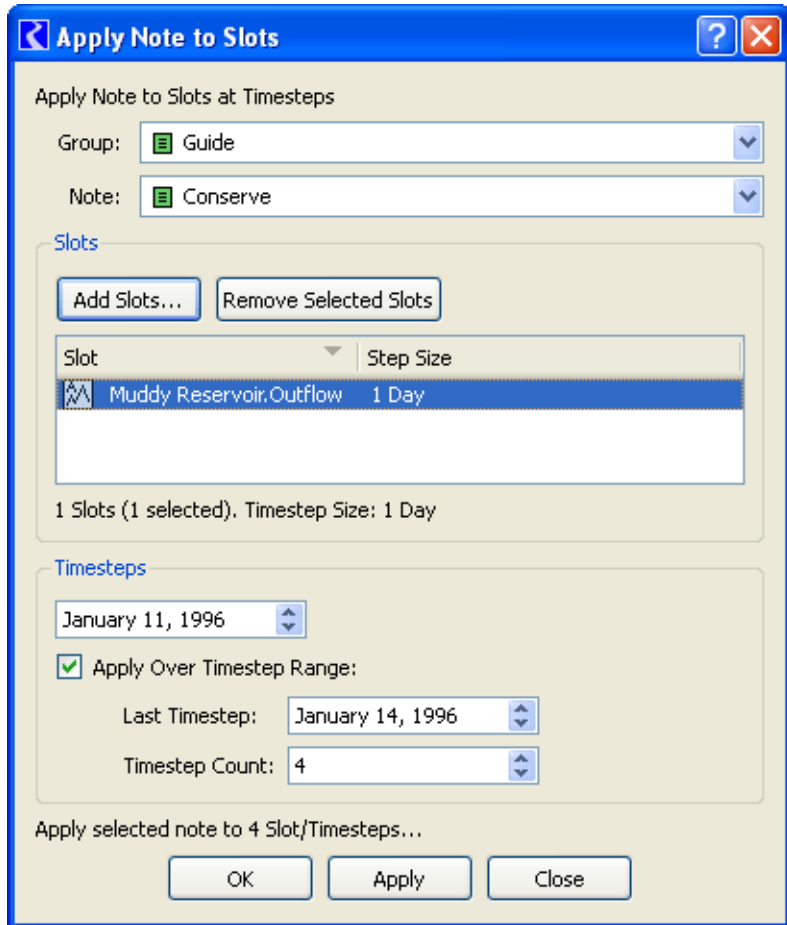 Apply Note to Slots
Apply Note to Slots at Timesteps
Group: Guide
Note: Conserve
Slots
Add Slots... Remove Selected Slots
Slot Step Size
Muddy Reservoir.Outflow 1 Day
1 Slots (1 selected). Timestep Size: 1 Day
Timesteps
January 11, 1996
Apply Over Timestep Range:
Last Timestep: January 14, 1996
Timestep Count: 4
Apply selected note to 4 Slot/Timesteps...
OK Apply Close